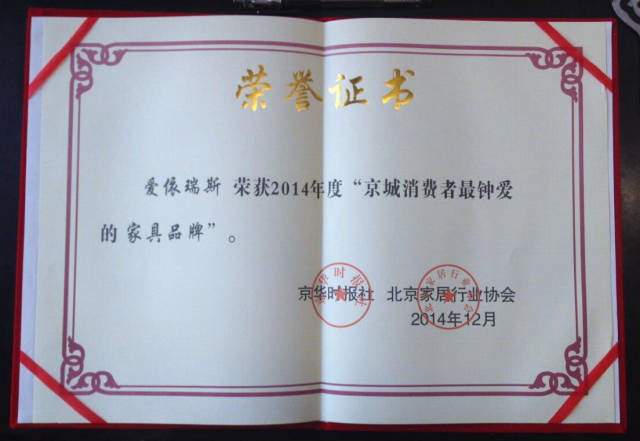 荣誉证书
爱依瑞斯 荣获2014年度“京城消费者最钟爱
的 家具品牌”。
京华时报社 北京家居行业协会
2014年12月